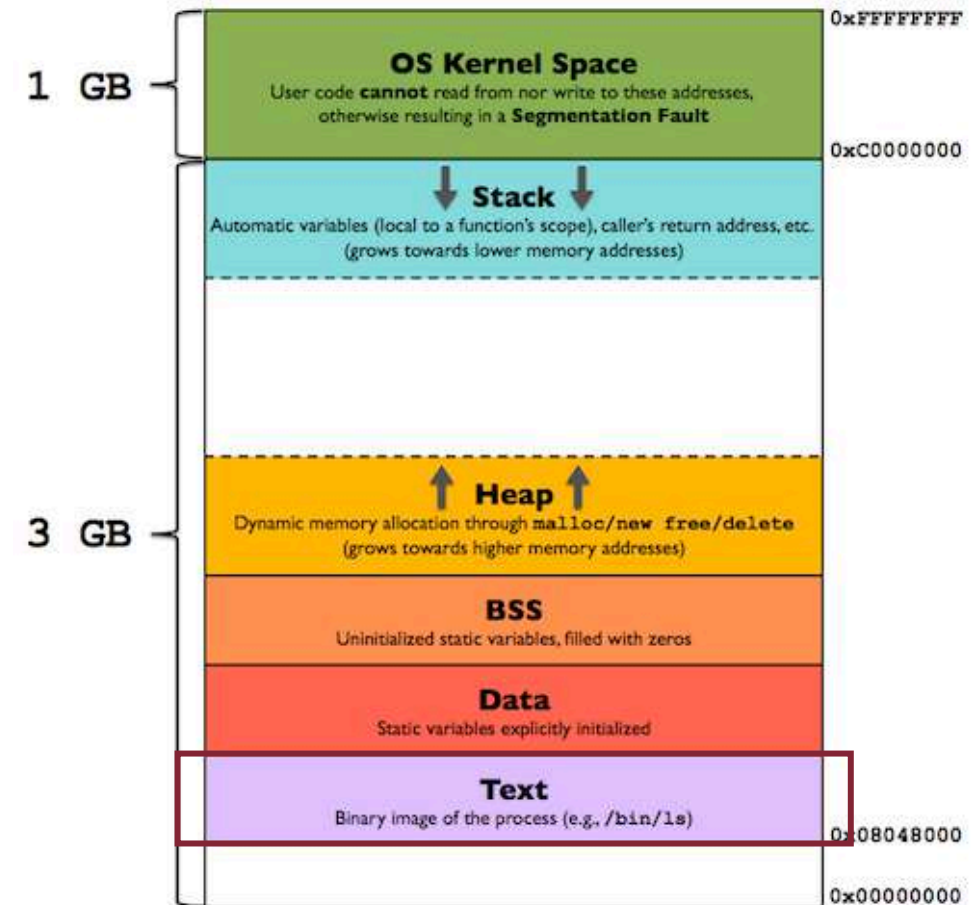 0xFFFFFFFF
OS Kernel Space
1 GB
User code cannot read from nor write to these addresses,
otherwise resulting in a Segmentation Fault
0xC0000000
Stack
Automatic variables (local to a function's scope), caller's return address, etc.
(grows towards lower memory addresses)
Heap
Dynamic memory allocation through malloc/new free/delete
3 GB
(grows towards higher memory addresses)
BSS
Uninitialized static variables, filled with zeros
Data
Static variables explicitly initialized
Text
Binary image of the process (e.g., /bin/ls)
0x08048000
0x00000000